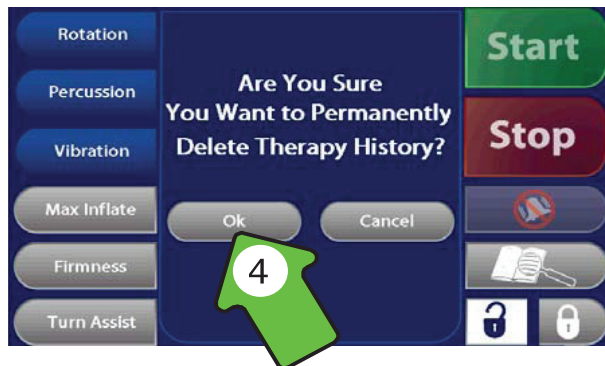 Rotation
Percussion
Vibration
Max Inflate
Firmness
Turn Assist
Are You Sure
You Want to Permanently
Delete Therapy History?
Ok
Cancel
4
Start
Stop